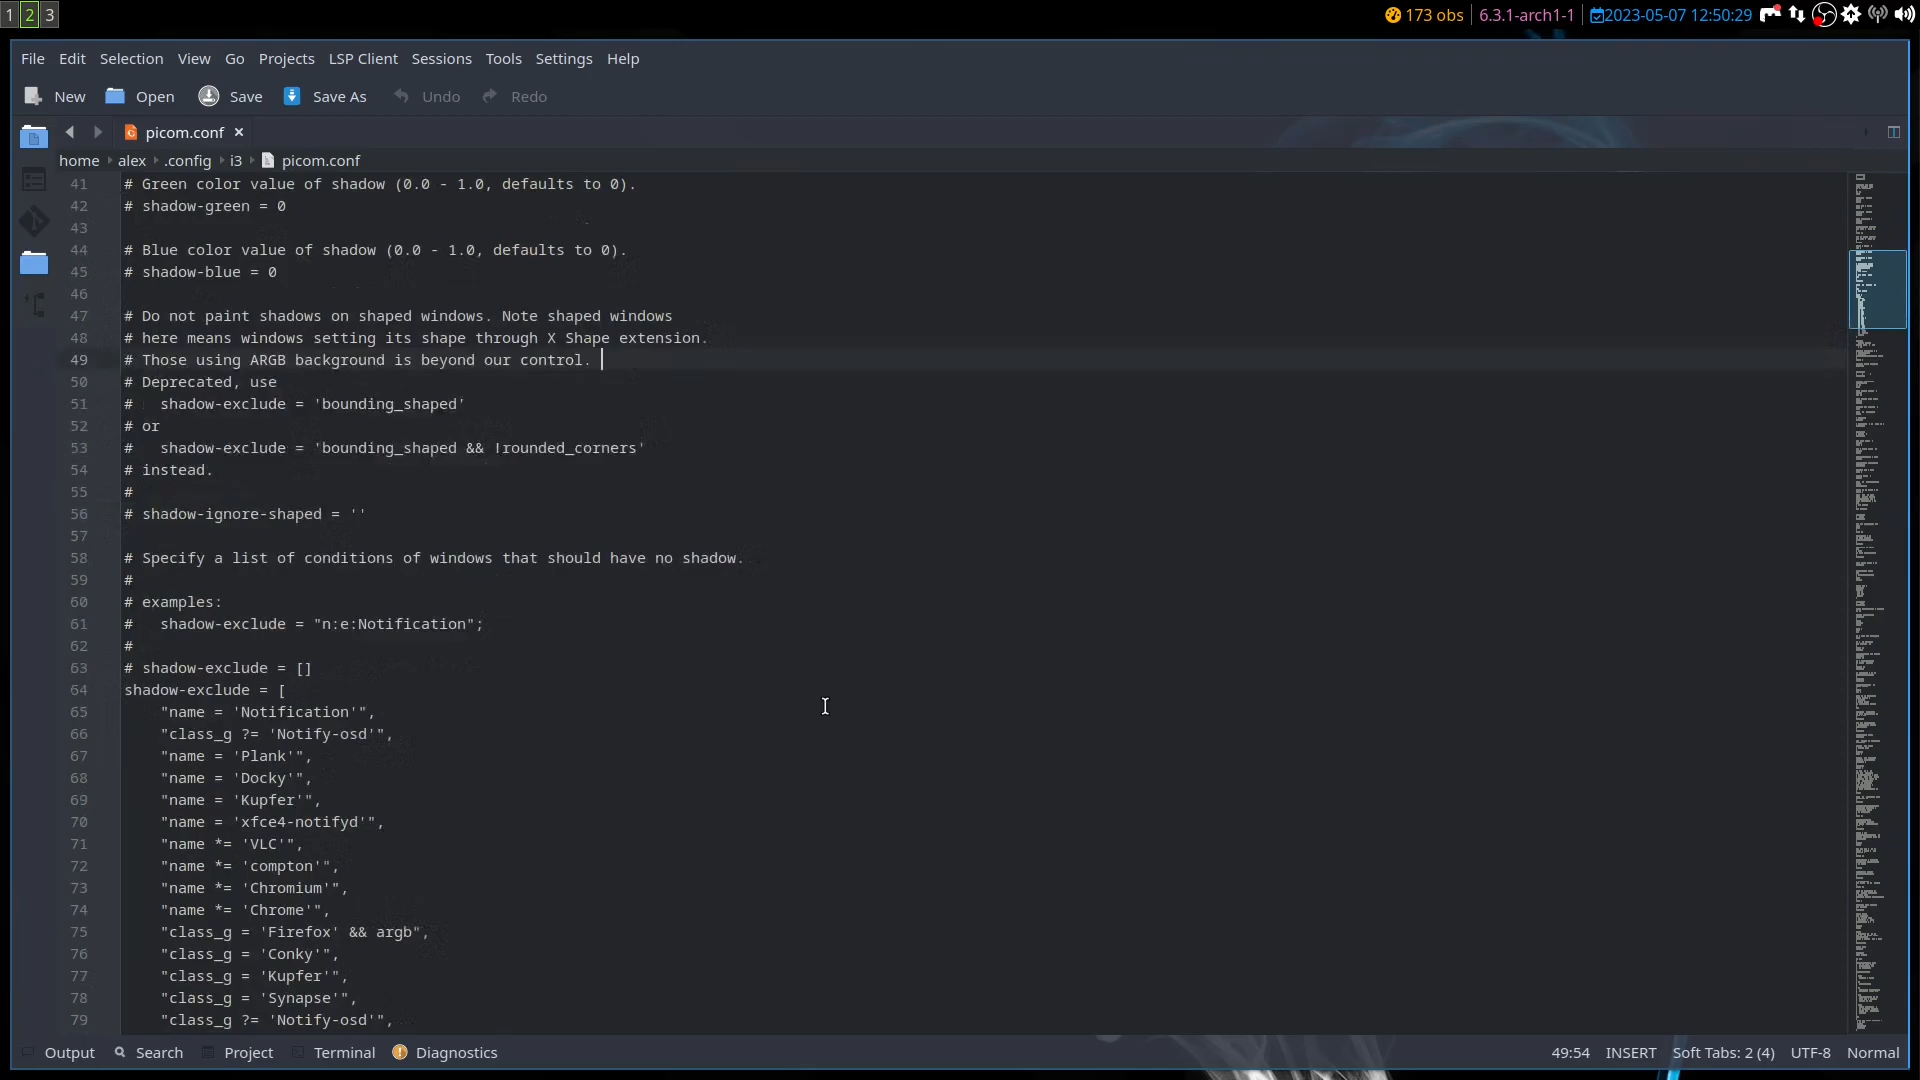 1 2 3 173 obs 6.3.1-arch1-1 2023-05-07 12:50:29
File Edit Selection View Go Projects LSP Client Sessions Tools Settings Help
New Open Save Save As Undo Redo
picom.conf
home alex .config i3 picom.conf
41 # Green color value of shadow (0.0 - 1.0, defaults to 0).
42 # shadow-green = 0
43
44 # Blue color value of shadow (0.0 - 1.0, defaults to 0).
45 # shadow-blue = 0
46
47 # Do not paint shadows on shaped windows. Note shaped windows
48 # here means windows setting its shape through X Shape extension.
49 # Those using ARGB background is beyond our control.
50 # Deprecated, use
51 #   shadow-exclude = 'bounding_shaped'
52 # or
53 #   shadow-exclude = 'bounding_shaped && !rounded_corners'
54 # instead.
55 #
56 # shadow-ignore-shaped = ''
57
58 # Specify a list of conditions of windows that should have no shadow.
59 #
60 # examples:
61 #   shadow-exclude = "n:e:Notification";
62 #
63 # shadow-exclude = []
64 shadow-exclude = [
65     "name = 'Notification'",
66     "class_g ?= 'Notify-osd'",
67     "name = 'Plank'",
68     "name = 'Docky'",
69     "name = 'Kupfer'",
70     "name = 'xfce4-notifyd'",
71     "name *= 'VLC'",
72     "name *= 'compton'",
73     "name *= 'Chromium'",
74     "name *= 'Chrome'",
75     "class_g = 'Firefox' && argb",
76     "class_g = 'Conky'",
77     "class_g = 'Kupfer'",
78     "class_g = 'Synapse'",
79     "class_g ?= 'Notify-osd'",
Output Search Project Terminal Diagnostics 49:54 INSERT Soft Tabs: 2 (4) UTF-8 Normal